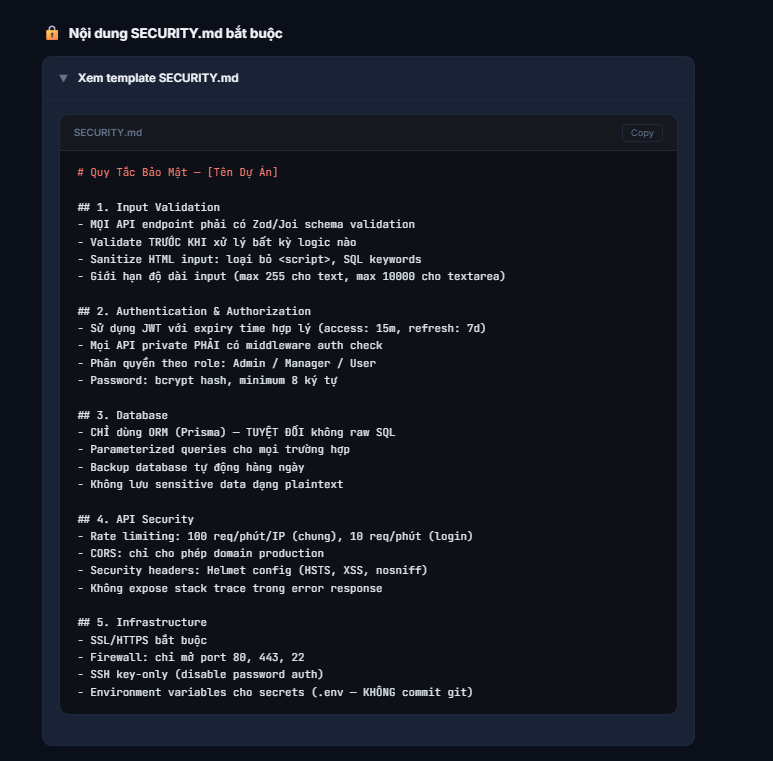 🔒 Nội dung SECURITY.md bắt buộc
▼ Xem template SECURITY.md
SECURITY.md
Copy
# Quy Tắc Bảo Mật — [Tên Dự Án]
## 1. Input Validation
- MỌI API endpoint phải có Zod/Joi schema validation
- Validate TRƯỚC KHI xử lý bất kỳ logic nào
- Sanitize HTML input: loại bỏ <script>, SQL keywords
- Giới hạn độ dài input (max 255 cho text, max 10000 cho textarea)
## 2. Authentication & Authorization
- Sử dụng JWT với expiry time hợp lý (access: 15m, refresh: 7d)
- Mọi API private PHẢI có middleware auth check
- Phân quyền theo role: Admin / Manager / User
- Password: bcrypt hash, minimum 8 ký tự
## 3. Database
- CHỈ dùng ORM (Prisma) — TUYỆT ĐỐI không raw SQL
- Parameterized queries cho mọi trường hợp
- Backup database tự động hàng ngày
- Không lưu sensitive data dạng plaintext
## 4. API Security
- Rate limiting: 100 req/phút/IP (chung), 10 req/phút (login)
- CORS: chỉ cho phép domain production
- Security headers: Helmet config (HSTS, XSS, nosniff)
- Không expose stack trace trong error response
## 5. Infrastructure
- SSL/HTTPS bắt buộc
- Firewall: chỉ mở port 80, 443, 22
- SSH key-only (disable password auth)
- Environment variables cho secrets (.env — KHÔNG commit git)